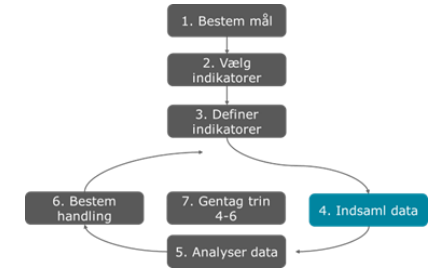 1. Bestem mål
2. Vælg
indikatorer
3. Definer
indikatorer
6. Bestem
handling
7. Gentag trin
4-6
4. Indsaml data
5. Analyser data